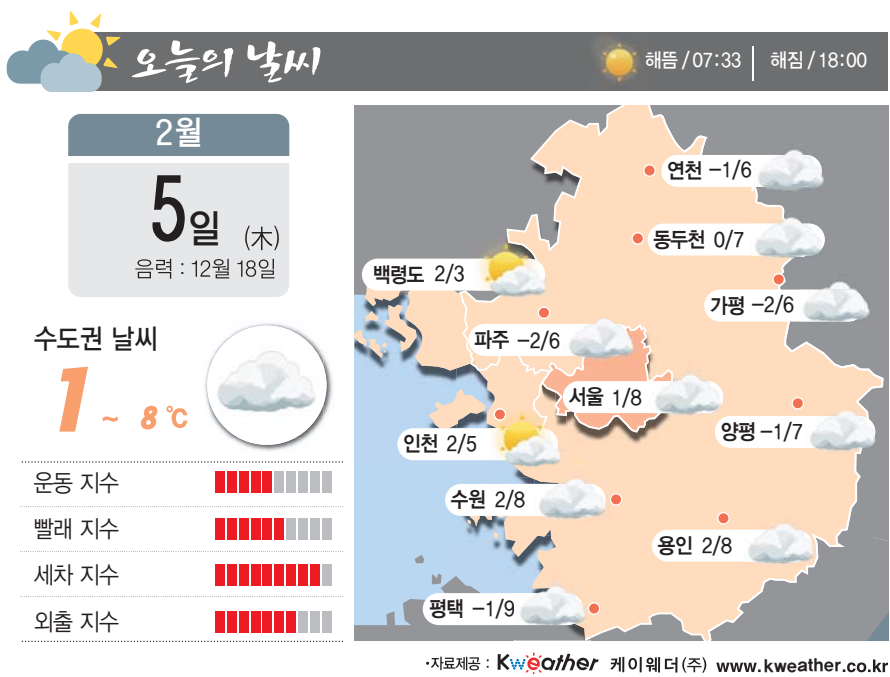 오늘의 날씨
해뜸 / 07:33 | 해짐 / 18:00
2월
5일 (木)
음력 : 12월 18일
수도권 날씨
1 ~ 8 ℃
운동 지수
빨래 지수
세차 지수
외출 지수
연천 -1/6
동두천 0/7
백령도 2/3
가평 -2/6
파주 -2/6
서울 1/8
양평 -1/7
인천 2/5
수원 2/8
용인 2/8
평택 -1/9
·자료제공 : Kweather 케이웨더(주) www.kweather.co.kr